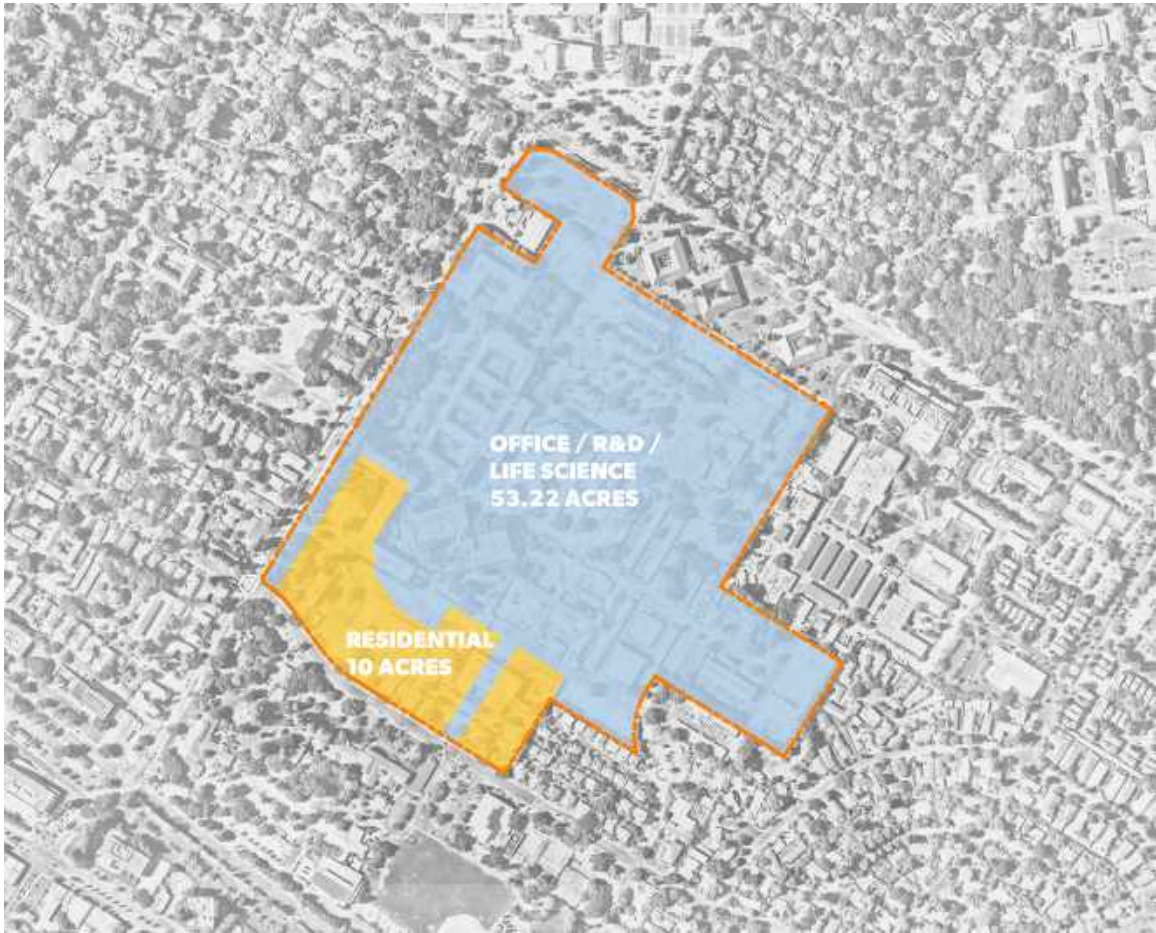 OFFICE / R&D /
LIFE SCIENCE
53.22 ACRES
RESIDENTIAL
10 ACRES